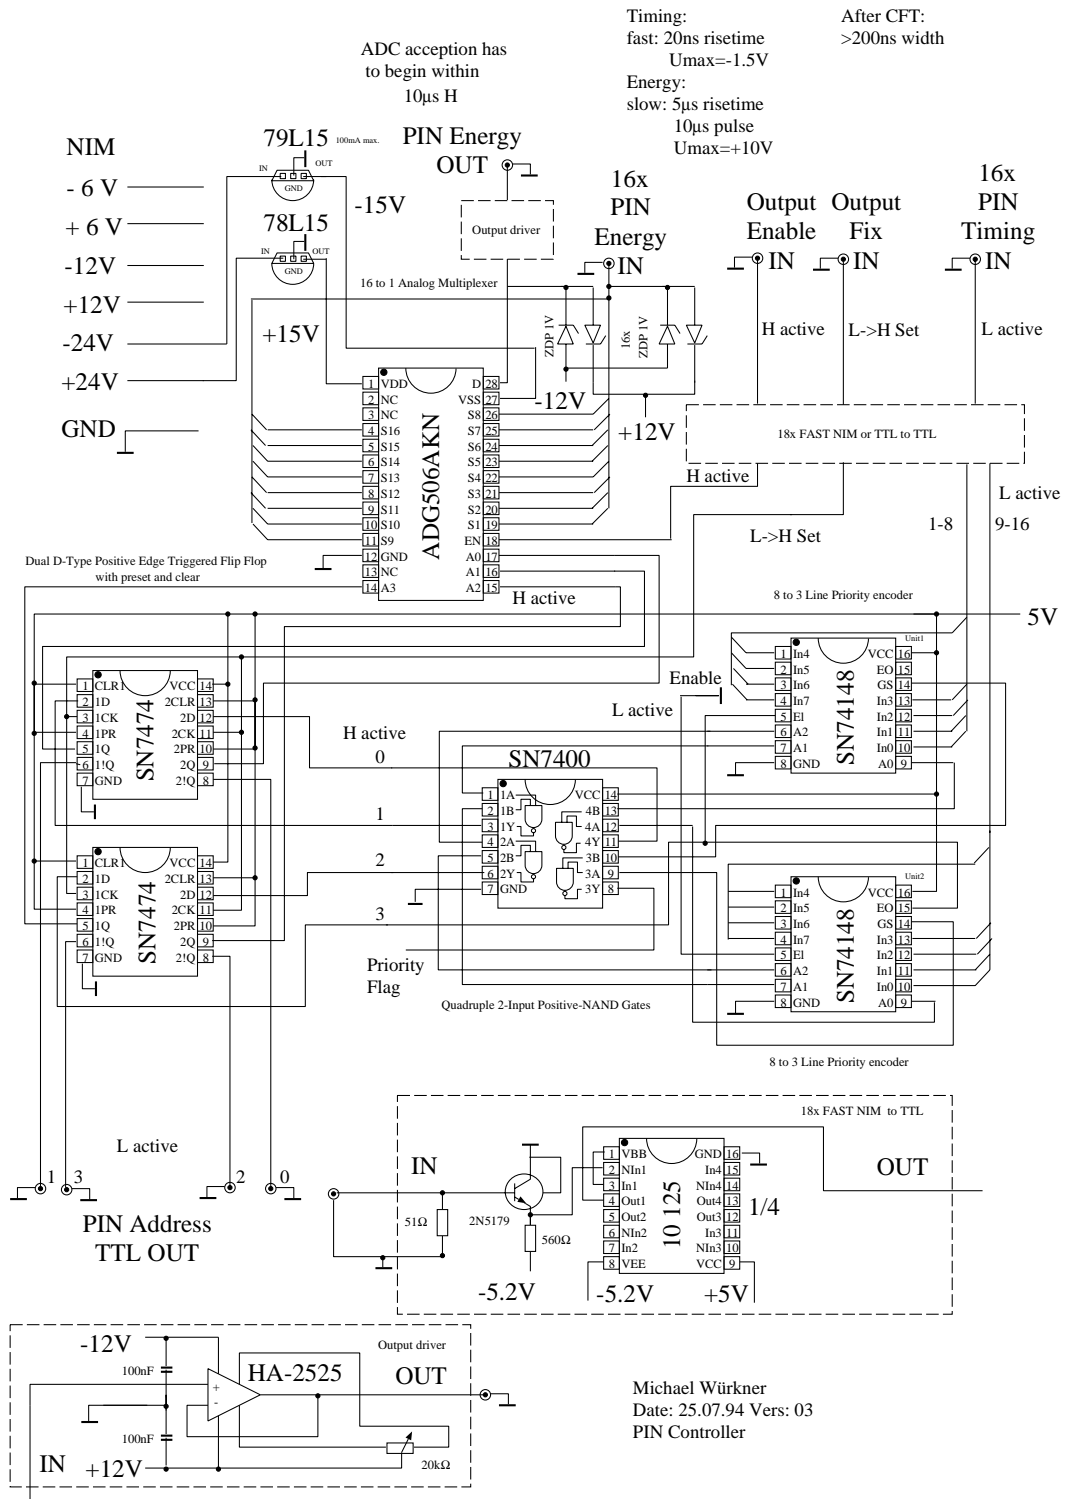 Timing:
fast: 20ns risetime
Umax=-1.5V
Energy:
slow: 5µs risetime
10µs pulse
Umax=+10V
After CFT:
>200ns width
ADC acception has
to begin within
10µs H
NIM
- 6 V
+ 6 V
-12V
+12V
-24V
+24V
GND
79L15 100mA max.
IN
OUT
GND
-15V
78L15
IN
OUT
GND
+15V
PIN Energy
OUT
Output driver
16x
PIN
Energy
IN
Output
Enable
IN
Output
Fix
IN
16x
PIN
Timing
IN
16 to 1 Analog Multiplexer
ZDP 1V
16x
ZDP 1V
-12V
+12V
H active
L->H Set
L active
18x FAST NIM or TTL to TTL
H active
L active
L->H Set
1-8
9-16
ADG506AKN
1 VDD
2 NC
3 NC
4 S16
5 S15
6 S14
7 S13
8 S12
9 S11
10 S10
11 S9
12 GND
13 NC
14 A3
D 28
VSS 27
S8 26
S7 25
S6 24
S5 23
S4 22
S3 21
S2 20
S1 19
EN 18
A0 17
A1 16
A2 15
H active
Dual D-Type Positive Edge Triggered Flip Flop
with preset and clear
8 to 3 Line Priority encoder
5V
SN7474
1 CLR1
2 1D
3 1CK
4 1PR
5 1Q
6 1!Q
7 GND
VCC 14
2CLR 13
2D 12
2CK 11
2PR 10
2Q 9
2!Q 8
SN7474
1 CLR1
2 1D
3 1CK
4 1PR
5 1Q
6 1!Q
7 GND
VCC 14
2CLR 13
2D 12
2CK 11
2PR 10
2Q 9
2!Q 8
H active
0
1
2
3
Priority
Flag
SN7400
1 1A
2 1B
3 1Y
4 2A
5 2B
6 2Y
7 GND
VCC 14
4B 13
4A 12
4Y 11
3B 10
3A 9
3Y 8
Quadruple 2-Input Positive-NAND Gates
Enable
L active
Unit1
SN74148
1 In4
2 In5
3 In6
4 In7
5 EI
6 A2
7 A1
8 GND
VCC 16
EO 15
GS 14
In3 13
In2 12
In1 11
In0 10
A0 9
Unit2
SN74148
1 In4
2 In5
3 In6
4 In7
5 EI
6 A2
7 A1
8 GND
VCC 16
EO 15
GS 14
In3 13
In2 12
In1 11
In0 10
A0 9
8 to 3 Line Priority encoder
L active
1
3
2
0
PIN Address
TTL OUT
18x FAST NIM to TTL
IN
51Ω
2N5179
560Ω
-5.2V
10 125
1 VBB
2 NIn1
3 In1
4 Out1
5 Out2
6 NIn2
7 In2
8 VEE
GND 16
In4 15
NIn4 14
Out4 13
Out3 12
In3 11
NIn3 10
VCC 9
1/4
-5.2V
+5V
OUT
Output driver
-12V
100nF
HA-2525
+
-
OUT
100nF
IN
+12V
20kΩ
Michael Würkner
Date: 25.07.94 Vers: 03
PIN Controller